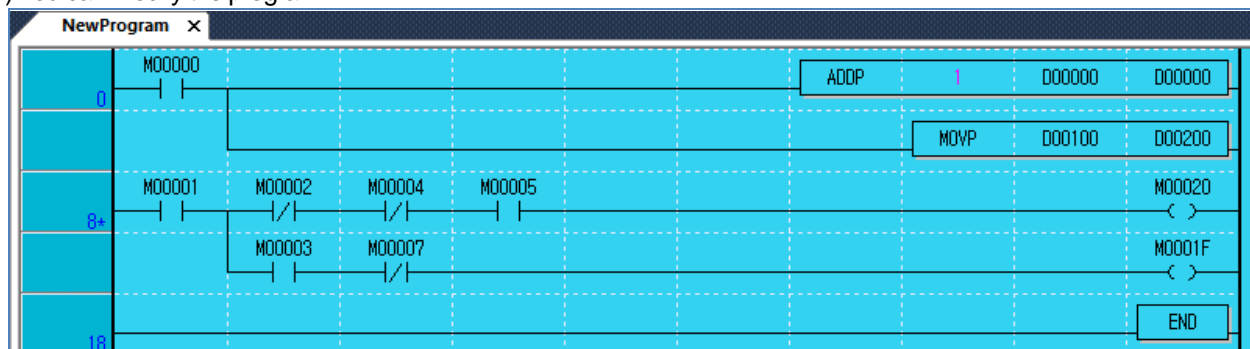 NewProgram X
M00000
0 ADDP 1 D00000 D00000
MOVP D00100 D00200
M00001 M00002 M00004 M00005 M00020
8*
M00003 M00007 M0001F
END
18